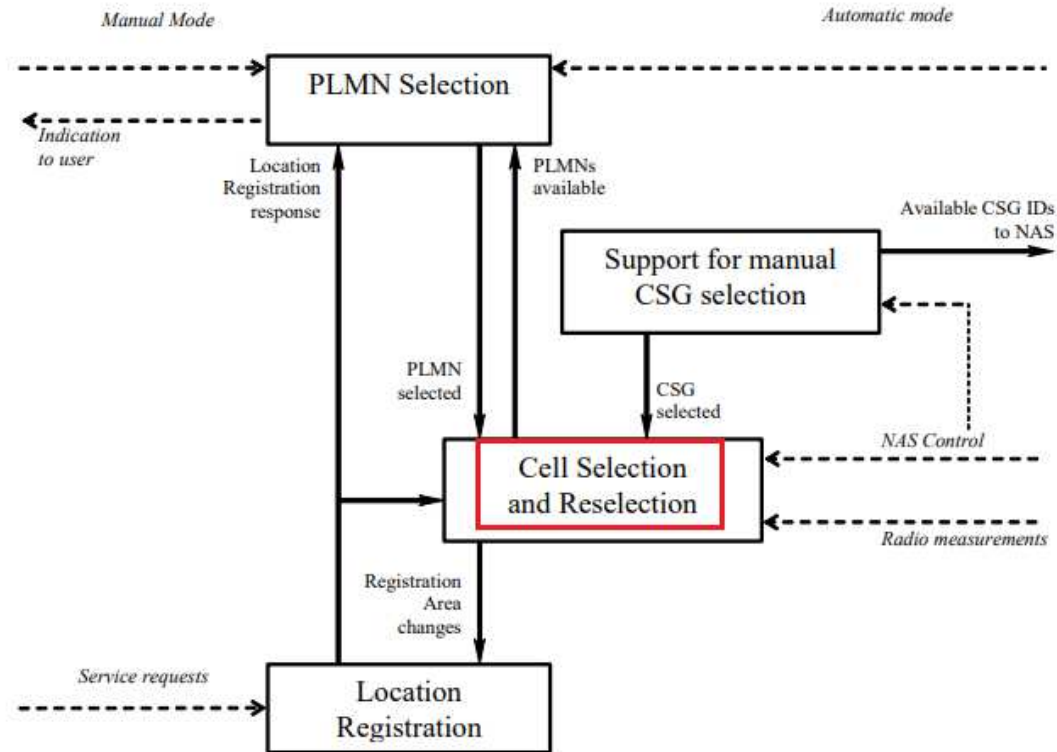 Manual Mode
Automatic mode
PLMN Selection
Indication
to user
Location
Registration
response
PLMNs
available
Available CSG IDs
to NAS
Support for manual
CSG selection
PLMN
selected
CSG
selected
NAS Control
Cell Selection
and Reselection
Radio measurements
Registration
Area
changes
Service requests
Location
Registration